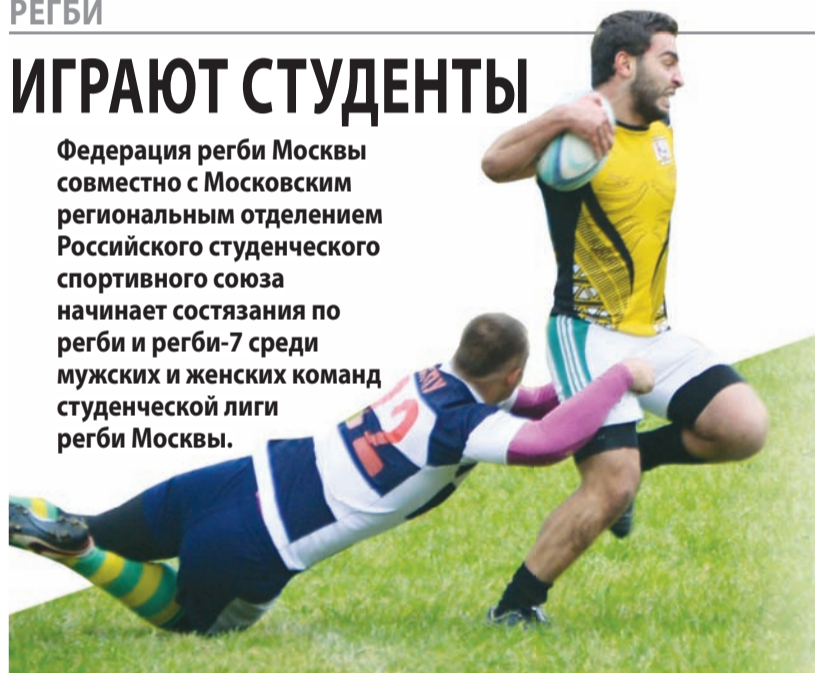 РЕГБИ
ИГРАЮТ СТУДЕНТЫ
Федерация регби Москвы
совместно с Московским
региональным отделением
Российского студенческого
спортивного союза
начинает состязания по
регби и регби-7 среди
мужских и женских команд
студенческой лиги
регби Москвы.
22